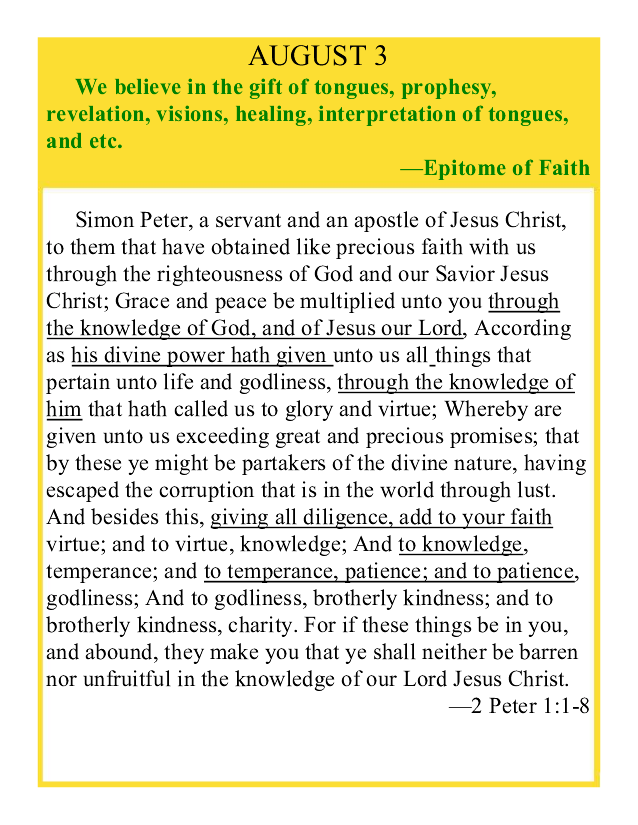 AUGUST 3
We believe in the gift of tongues, prophesy,
revelation, visions, healing, interpretation of tongues,
and etc.
—Epitome of Faith
Simon Peter, a servant and an apostle of Jesus Christ,
to them that have obtained like precious faith with us
through the righteousness of God and our Savior Jesus
Christ; Grace and peace be multiplied unto you through
the knowledge of God, and of Jesus our Lord, According
as his divine power hath given unto us all things that
pertain unto life and godliness, through the knowledge of
him that hath called us to glory and virtue; Whereby are
given unto us exceeding great and precious promises; that
by these ye might be partakers of the divine nature, having
escaped the corruption that is in the world through lust.
And besides this, giving all diligence, add to your faith
virtue; and to virtue, knowledge; And to knowledge,
temperance; and to temperance, patience; and to patience,
godliness; And to godliness, brotherly kindness; and to
brotherly kindness, charity. For if these things be in you,
and abound, they make you that ye shall neither be barren
nor unfruitful in the knowledge of our Lord Jesus Christ.
—2 Peter 1:1-8